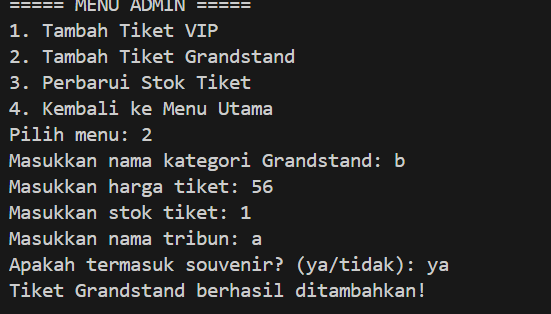 ===== MENU ADMIN =====
1. Tambah Tiket VIP
2. Tambah Tiket Grandstand
3. Perbarui Stok Tiket
4. Kembali ke Menu Utama
Pilih menu: 2
Masukkan nama kategori Grandstand: b
Masukkan harga tiket: 56
Masukkan stok tiket: 1
Masukkan nama tribun: a
Apakah termasuk souvenir? (ya/tidak): ya
Tiket Grandstand berhasil ditambahkan!